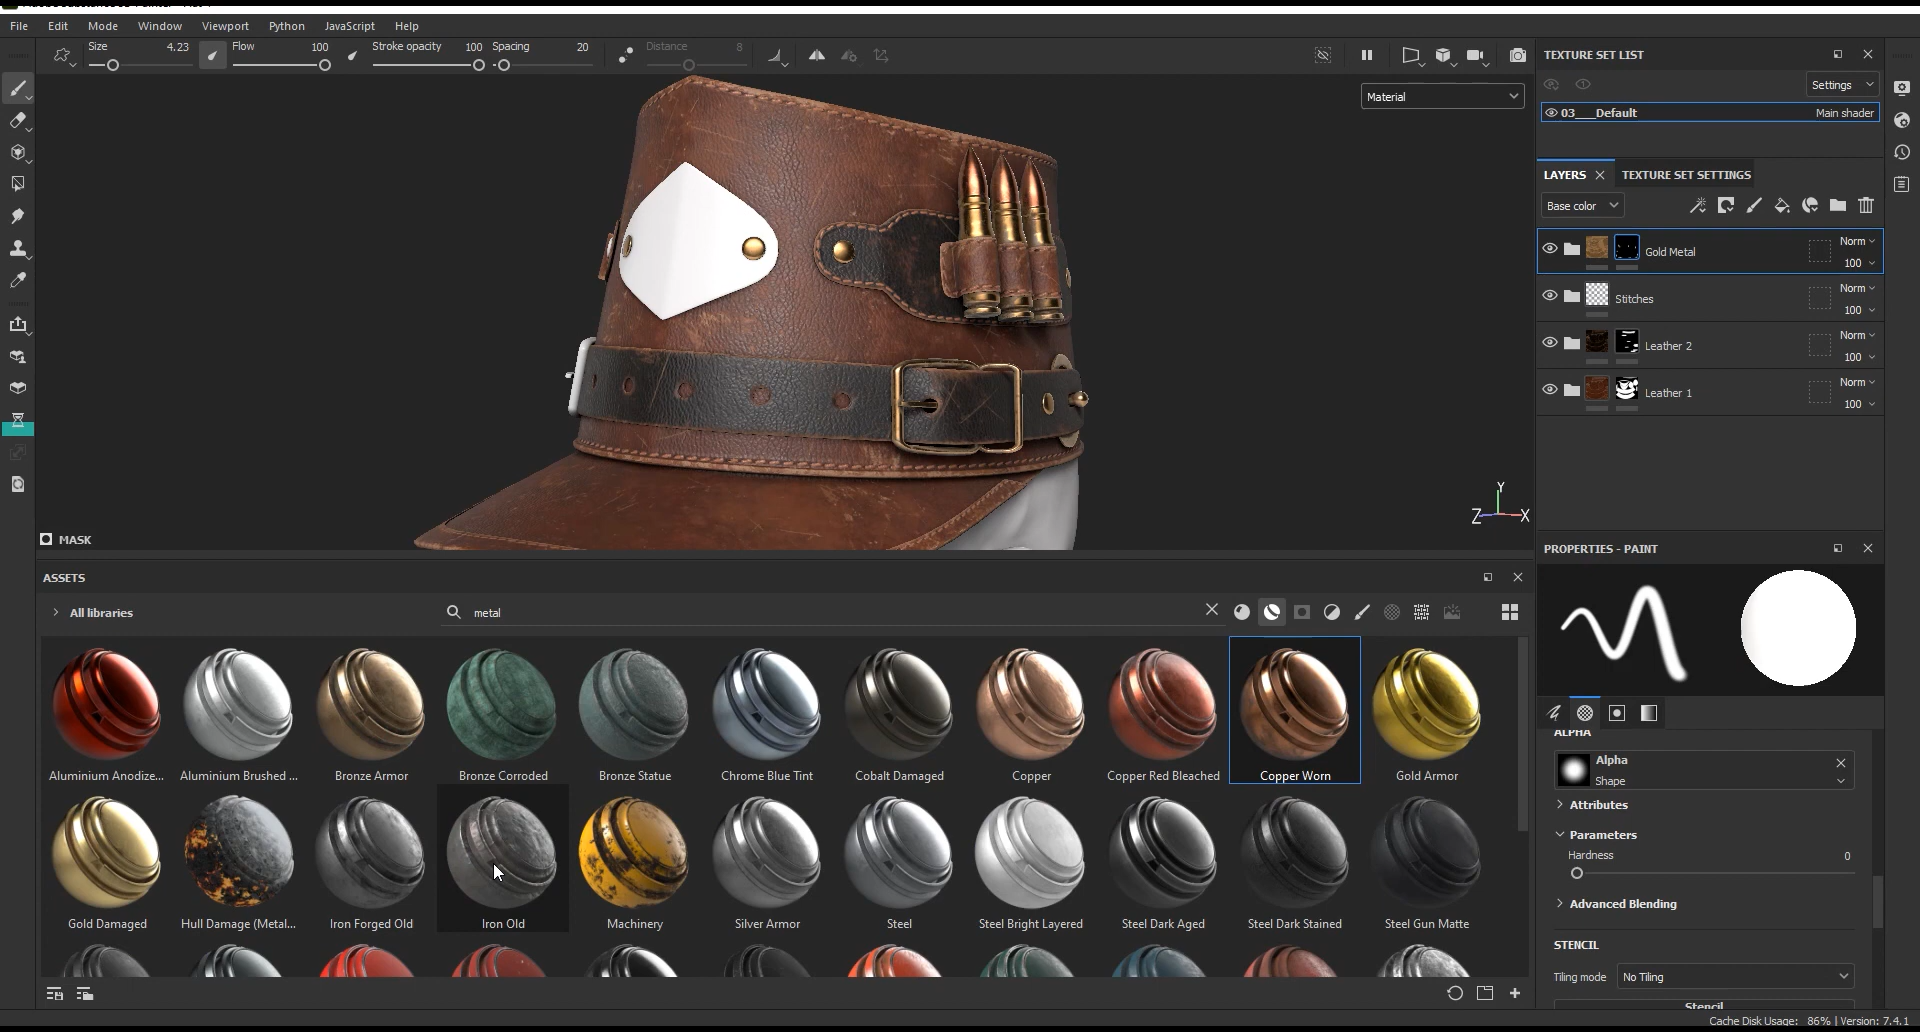 File Edit Mode Window Viewport Python JavaScript Help
Size 4.23 Flow 100 Stroke opacity 100 Spacing 20 Distance 8
Material
Y
Z X
MASK
TEXTURE SET LIST
Settings
03___Default Main shader
LAYERS TEXTURE SET SETTINGS
Base color
Gold Metal Norm 100
Stitches Norm 100
Leather 2 Norm 100
Leather 1 Norm 100
ASSETS
All libraries metal
Aluminium Anodize... Aluminium Brushed ... Bronze Armor Bronze Corroded Bronze Statue Chrome Blue Tint Cobalt Damaged Copper Copper Red Bleached Copper Worn Gold Armor
Gold Damaged Hull Damage (Metal... Iron Forged Old Iron Old Machinery Silver Armor Steel Steel Bright Layered Steel Dark Aged Steel Dark Stained Steel Gun Matte
PROPERTIES - PAINT
ALPHA
Alpha
Shape
Attributes
Parameters
Hardness 0
Advanced Blending
STENCIL
Tiling mode No Tiling
Stencil
Cache Disk Usage: 86% | Version: 7.4.1